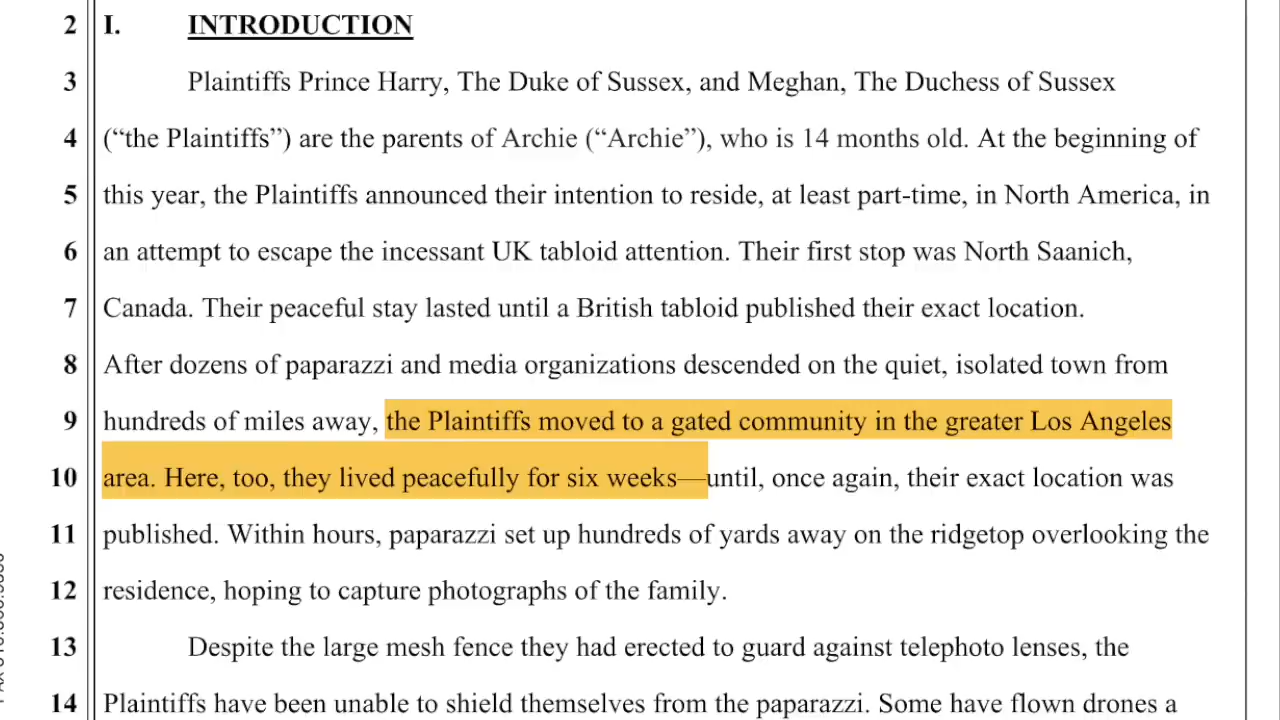 2 I. INTRODUCTION
3 Plaintiffs Prince Harry, The Duke of Sussex, and Meghan, The Duchess of Sussex
4 (“the Plaintiffs”) are the parents of Archie (“Archie”), who is 14 months old. At the beginning of
5 this year, the Plaintiffs announced their intention to reside, at least part-time, in North America, in
6 an attempt to escape the incessant UK tabloid attention. Their first stop was North Saanich,
7 Canada. Their peaceful stay lasted until a British tabloid published their exact location.
8 After dozens of paparazzi and media organizations descended on the quiet, isolated town from
9 hundreds of miles away, the Plaintiffs moved to a gated community in the greater Los Angeles
10 area. Here, too, they lived peacefully for six weeks—until, once again, their exact location was
11 published. Within hours, paparazzi set up hundreds of yards away on the ridgetop overlooking the
12 residence, hoping to capture photographs of the family.
13 Despite the large mesh fence they had erected to guard against telephoto lenses, the
14 Plaintiffs have been unable to shield themselves from the paparazzi. Some have flown drones a